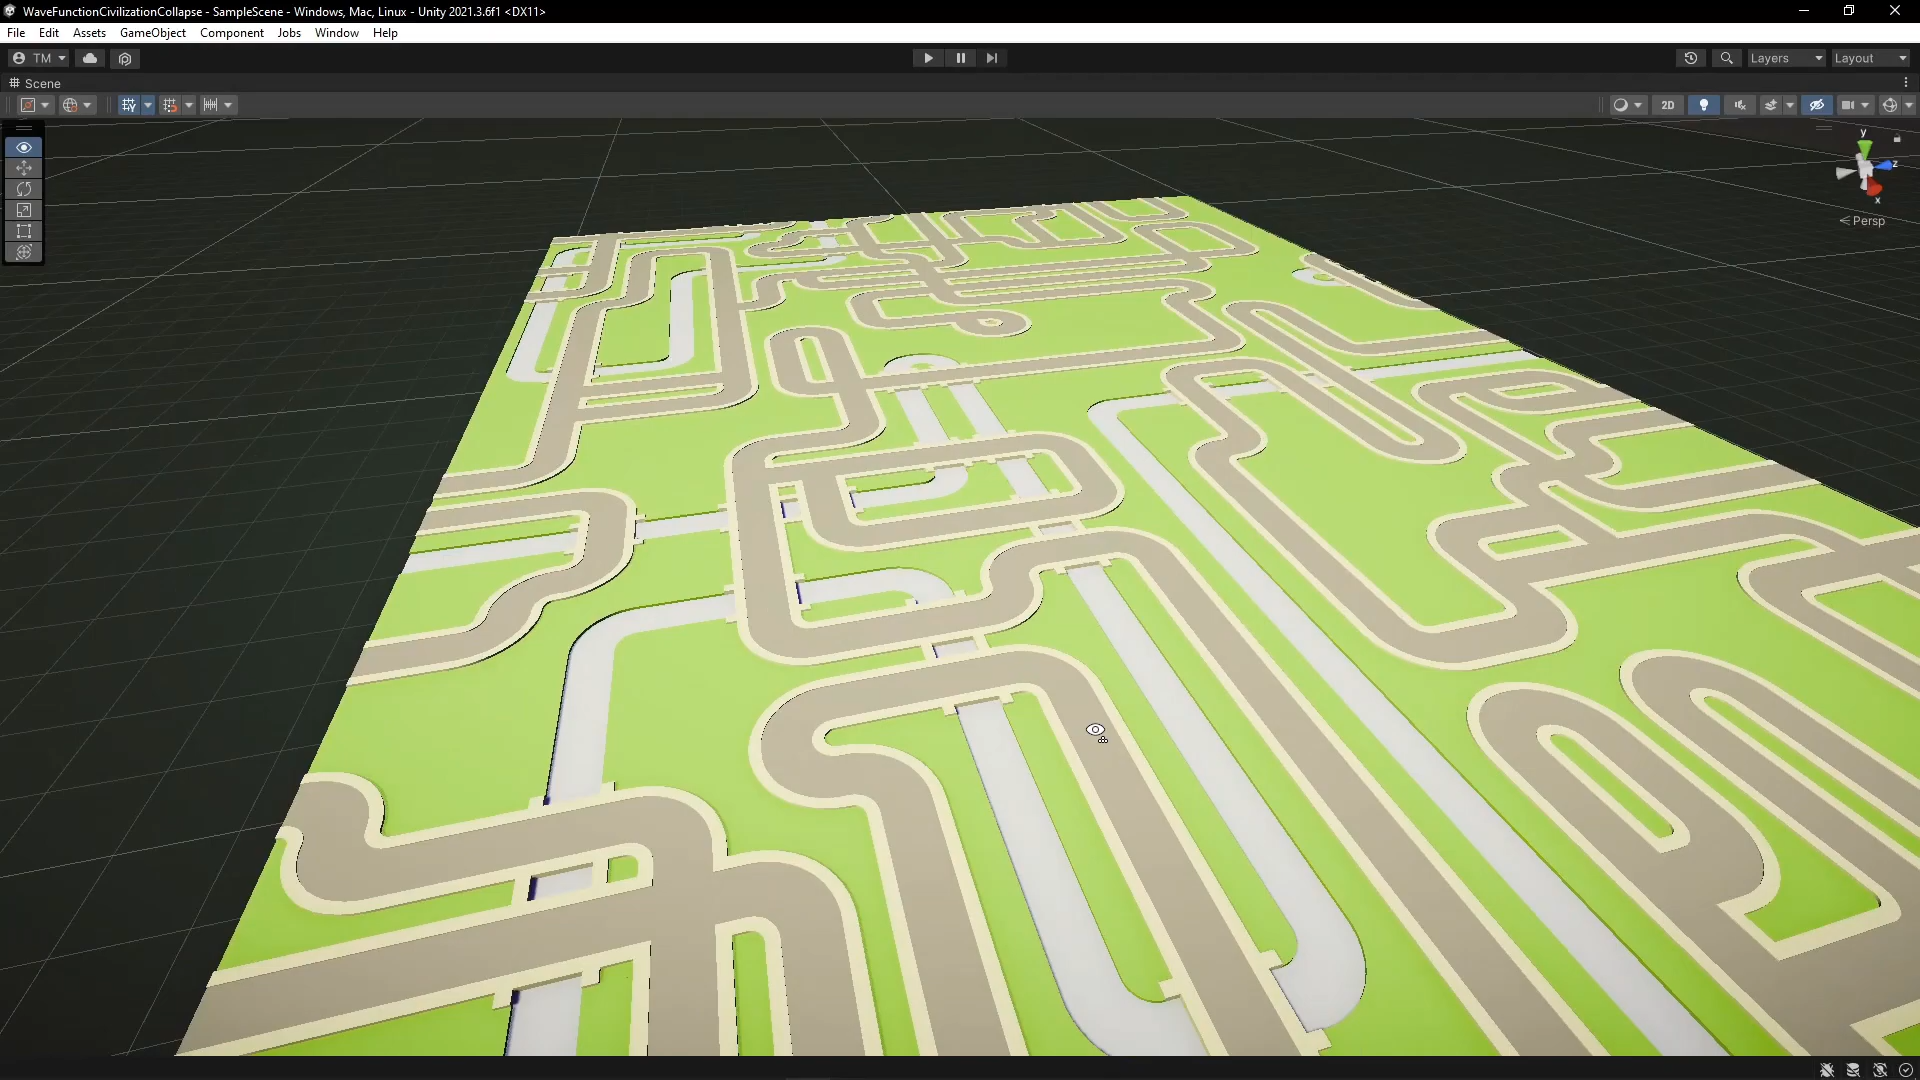 WaveFunctionCivilizationCollapse - SampleScene - Windows, Mac, Linux - Unity 2021.3.6f1 <DX11>
File Edit Assets GameObject Component Jobs Window Help
TM Layers Layout
Scene
2D
y
z
x
Persp